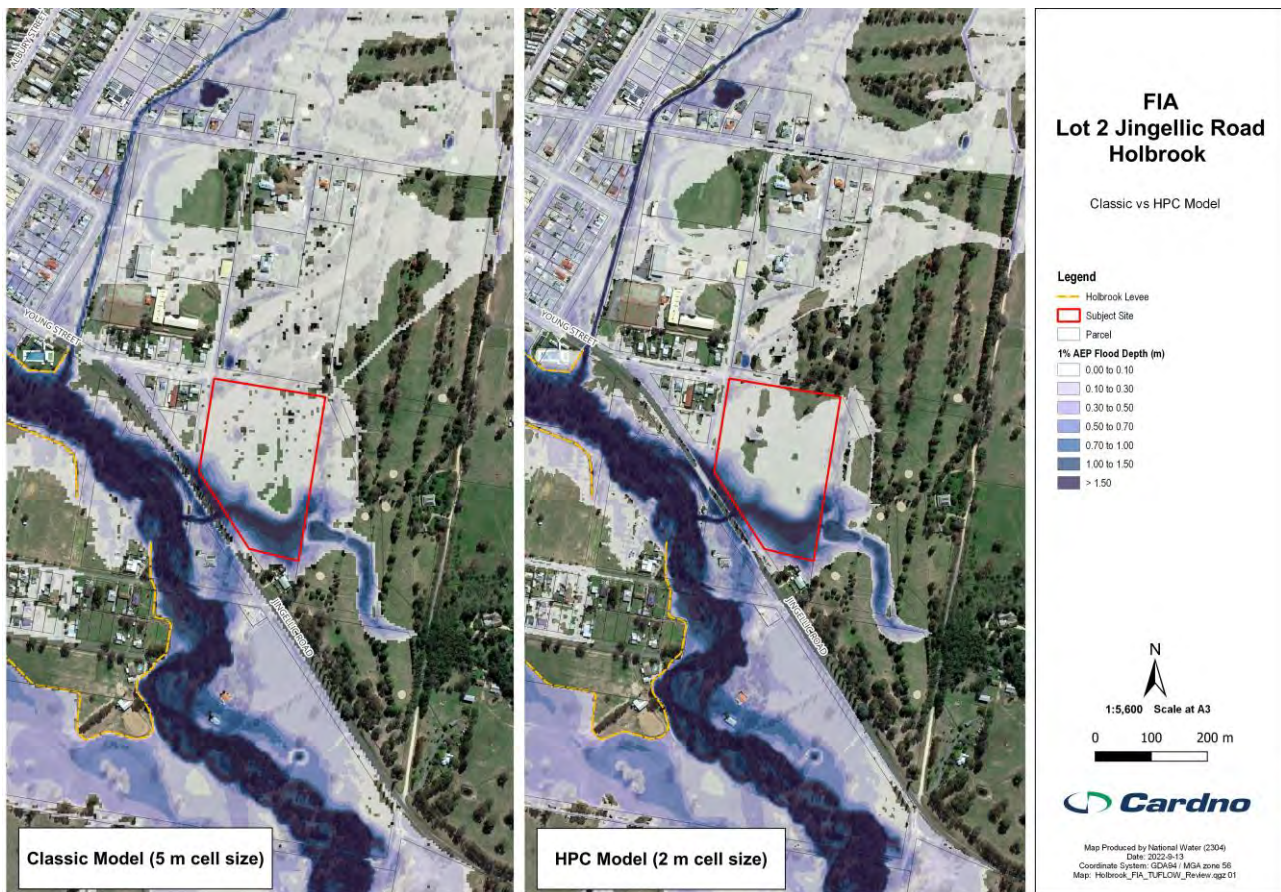 ALBURY STREET
YOUNG STREET
JINGELLIC ROAD
Classic Model (5 m cell size)
YOUNG STREET
JINGELLIC ROAD
HPC Model (2 m cell size)
FIA
Lot 2 Jingellic Road
Holbrook
Classic vs HPC Model
Legend
Holbrook Levee
Subject Site
Parcel
1% AEP Flood Depth (m)
0.00 to 0.10
0.10 to 0.30
0.30 to 0.50
0.50 to 0.70
0.70 to 1.00
1.00 to 1.50
> 1.50
N
1:5,600 Scale at A3
0 100 200 m
Cardno
Map Produced by National Water (2304)
Date: 2022-9-13
Coordinate System: GDA94 / MGA zone 56
Map: Holbrook_FIA_TUFLOW_Review.qgz 01